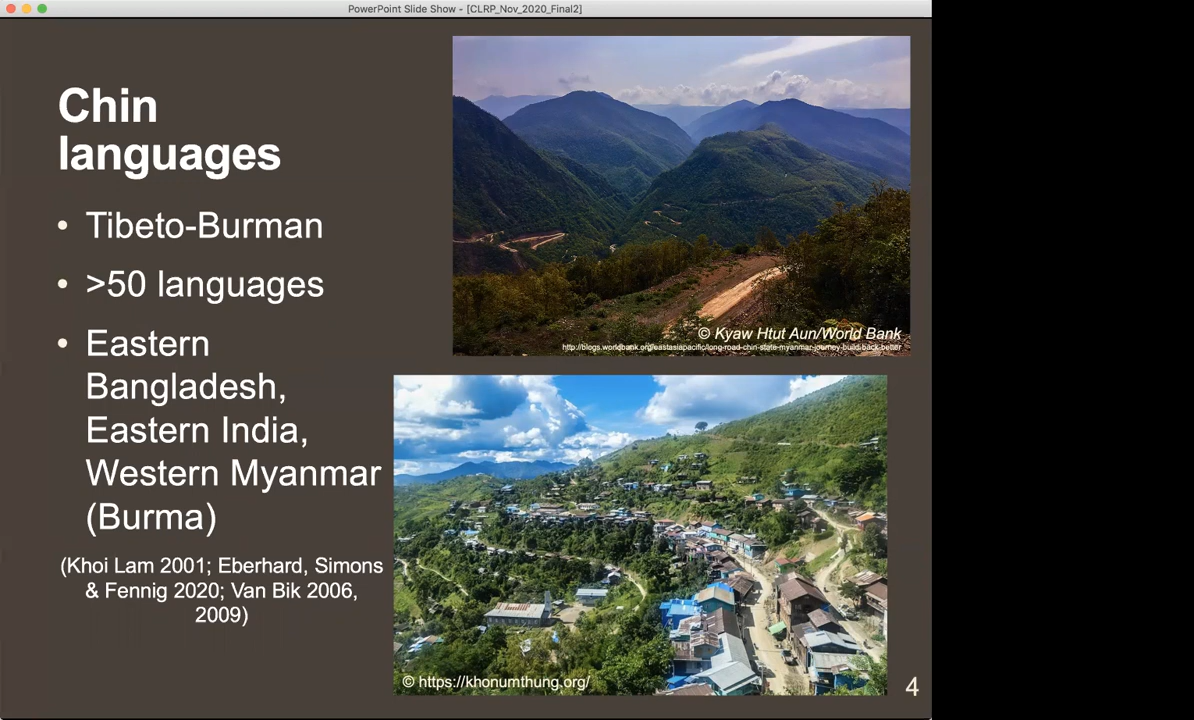 PowerPoint Slide Show - [CLRP_Nov_2020_Final2]
Chin
languages
• Tibeto-Burman
• >50 languages
• Eastern
Bangladesh,
Eastern India,
Western Myanmar
(Burma)
(Khoi Lam 2001; Eberhard, Simons
& Fennig 2020; Van Bik 2006,
2009)
© Kyaw Htut Aun/World Bank
http://blogs.worldbank.org/eastasiapacific/long-road-chin-state-myanmar-journey-build-back-better
© https://khonumthung.org/
4